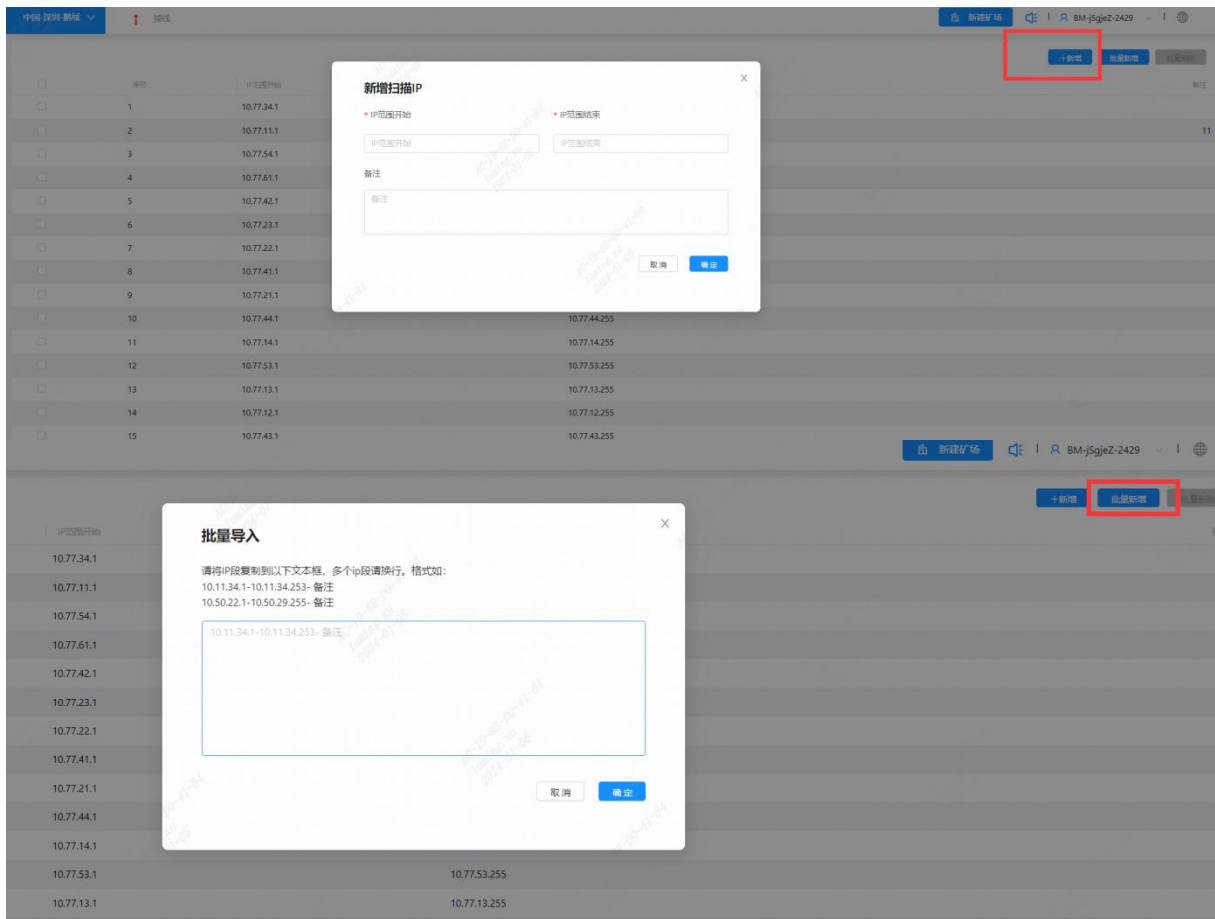 中国-深圳-鹏城
掉线
新建矿场
BM-jSgjeZ-2429
+新增
批量新增
批量删除
序号
IP范围开始
备注
新增扫描IP
* IP范围开始
* IP范围结束
IP范围开始
IP范围结束
备注
备注
取 消
确 定
1
10.77.34.1
2
10.77.11.1
11
3
10.77.54.1
4
10.77.61.1
5
10.77.42.1
6
10.77.23.1
7
10.77.22.1
8
10.77.41.1
9
10.77.21.1
10
10.77.44.1
10.77.44.255
11
10.77.14.1
10.77.14.255
12
10.77.53.1
10.77.53.255
13
10.77.13.1
10.77.13.255
14
10.77.12.1
10.77.12.255
15
10.77.43.1
10.77.43.255
新建矿场
BM-jSgjeZ-2429
+新增
批量新增
IP范围开始
批量导入
请将IP段复制到以下文本框，多个ip段请换行。格式如：
10.11.34.1-10.11.34.253- 备注
10.50.22.1-10.50.29.255- 备注
10.11.34.1-10.11.34.253- 备注
取 消
确 定
10.77.34.1
10.77.11.1
10.77.54.1
10.77.61.1
10.77.42.1
10.77.23.1
10.77.22.1
10.77.41.1
10.77.21.1
10.77.44.1
10.77.14.1
10.77.53.1
10.77.53.255
10.77.13.1
10.77.13.255